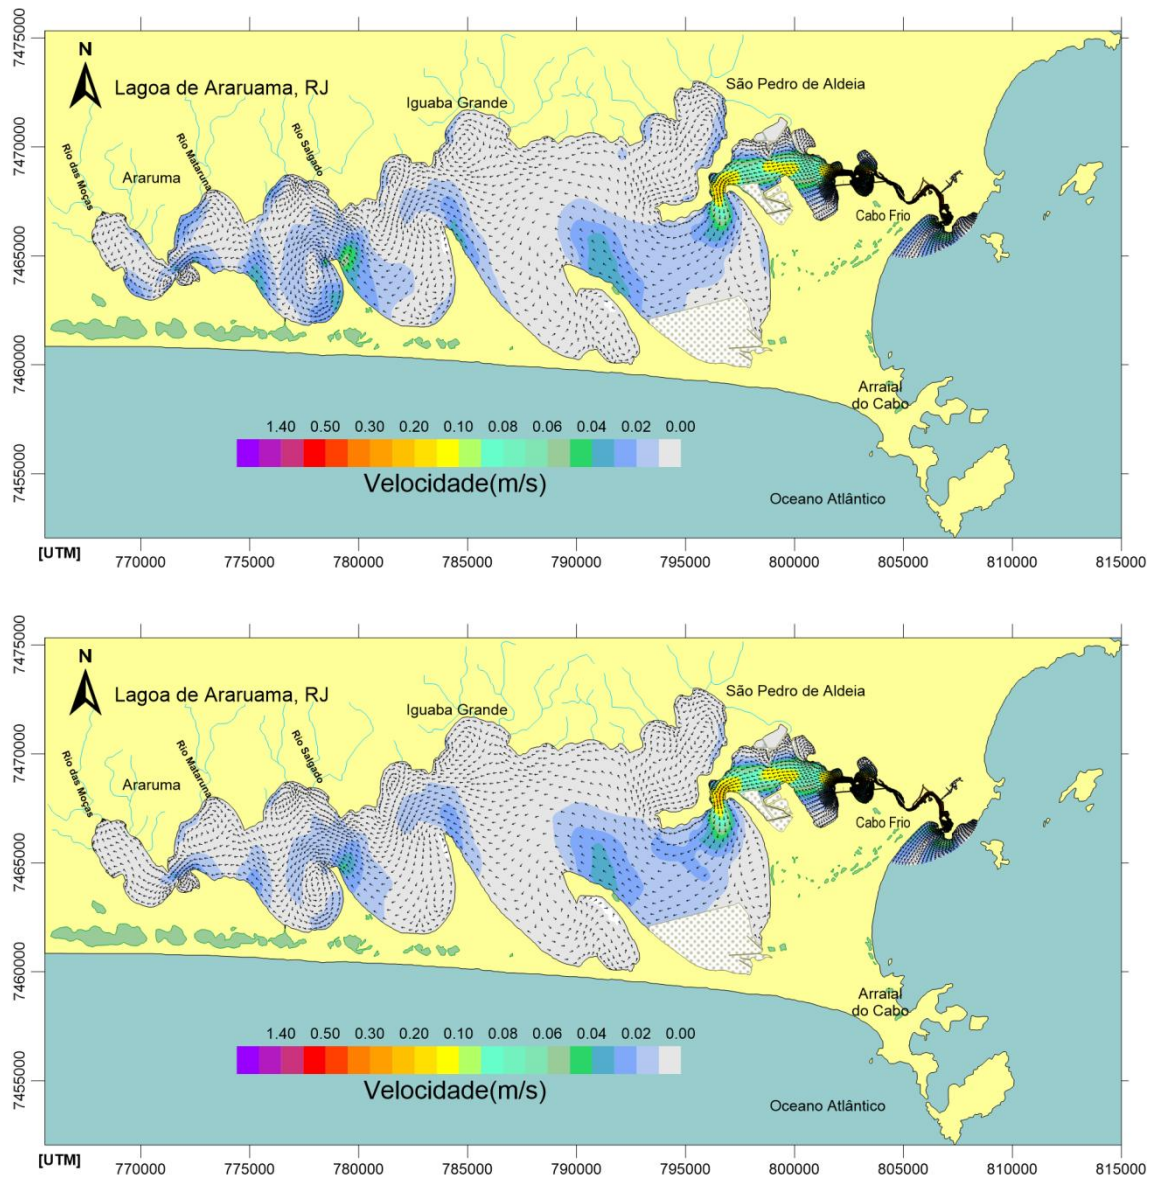 7475000
7470000
7465000
7460000
7455000
N
Lagoa de Araruama, RJ
Iguaba Grande
São Pedro de Aldeia
Rio das Moças
Araruma
Rio Mataruna
Rio Salgado
Cabo Frio
Arraial
do Cabo
1.40 0.50 0.30 0.20 0.10 0.08 0.06 0.04 0.02 0.00
Velocidade(m/s)
Oceano Atlântico
[UTM]
770000 775000 780000 785000 790000 795000 800000 805000 810000 815000
7475000
7470000
7465000
7460000
7455000
N
Lagoa de Araruama, RJ
Iguaba Grande
São Pedro de Aldeia
Rio das Moças
Araruma
Rio Mataruna
Rio Salgado
Cabo Frio
Arraial
do Cabo
1.40 0.50 0.30 0.20 0.10 0.08 0.06 0.04 0.02 0.00
Velocidade(m/s)
Oceano Atlântico
[UTM]
770000 775000 780000 785000 790000 795000 800000 805000 810000 815000